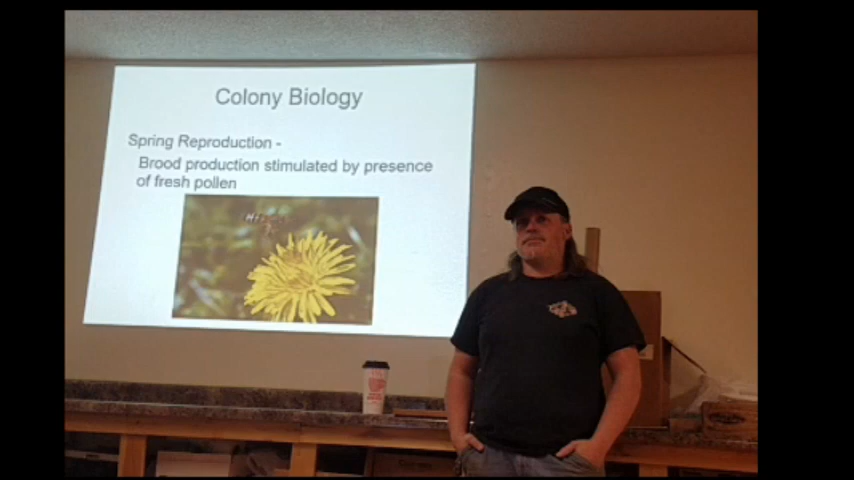 Colony Biology
Spring Reproduction -
Brood production stimulated by presence
of fresh pollen